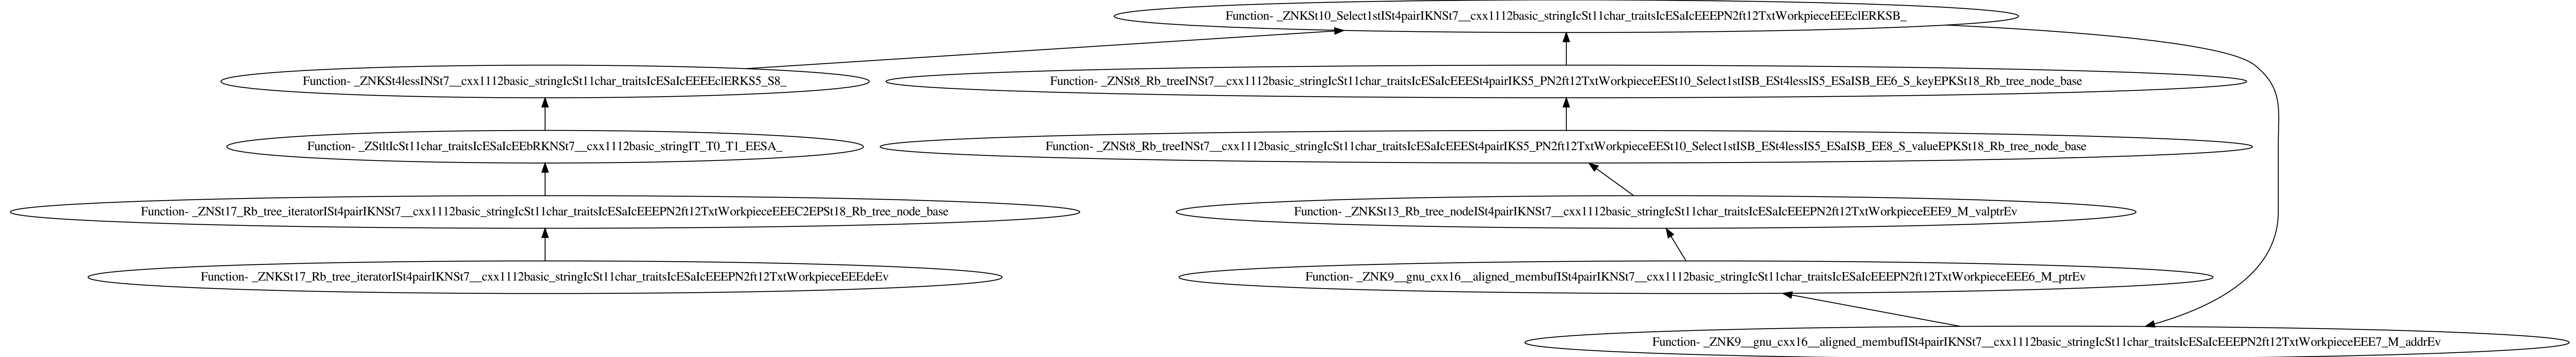 Function- _ZNKSt10_Select1stISt4pairIKNSt7__cxx1112basic_stringIcSt11char_traitsIcESaIcEEEPN2ft12TxtWorkpieceEEEclERKSB_
Function- _ZNKSt4lessINSt7__cxx1112basic_stringIcSt11char_traitsIcESaIcEEEEclERKS5_S8_
Function- _ZNSt8_Rb_treeINSt7__cxx1112basic_stringIcSt11char_traitsIcESaIcEEESt4pairIKS5_PN2ft12TxtWorkpieceEESt10_Select1stISB_ESt4lessIS5_ESaISB_EE6_S_keyEPKSt18_Rb_tree_node_base
Function- _ZStltIcSt11char_traitsIcESaIcEEbRKNSt7__cxx1112basic_stringIT_T0_T1_EESA_
Function- _ZNSt8_Rb_treeINSt7__cxx1112basic_stringIcSt11char_traitsIcESaIcEEESt4pairIKS5_PN2ft12TxtWorkpieceEESt10_Select1stISB_ESt4lessIS5_ESaISB_EE8_S_valueEPKSt18_Rb_tree_node_base
Function- _ZNSt17_Rb_tree_iteratorISt4pairIKNSt7__cxx1112basic_stringIcSt11char_traitsIcESaIcEEEPN2ft12TxtWorkpieceEEEC2EPSt18_Rb_tree_node_base
Function- _ZNKSt13_Rb_tree_nodeISt4pairIKNSt7__cxx1112basic_stringIcSt11char_traitsIcESaIcEEEPN2ft12TxtWorkpieceEEE9_M_valptrEv
Function- _ZNKSt17_Rb_tree_iteratorISt4pairIKNSt7__cxx1112basic_stringIcSt11char_traitsIcESaIcEEEPN2ft12TxtWorkpieceEEEdeEv
Function- _ZNK9__gnu_cxx16__aligned_membufISt4pairIKNSt7__cxx1112basic_stringIcSt11char_traitsIcESaIcEEEPN2ft12TxtWorkpieceEEE6_M_ptrEv
Function- _ZNK9__gnu_cxx16__aligned_membufISt4pairIKNSt7__cxx1112basic_stringIcSt11char_traitsIcESaIcEEEPN2ft12TxtWorkpieceEEE7_M_addrEv